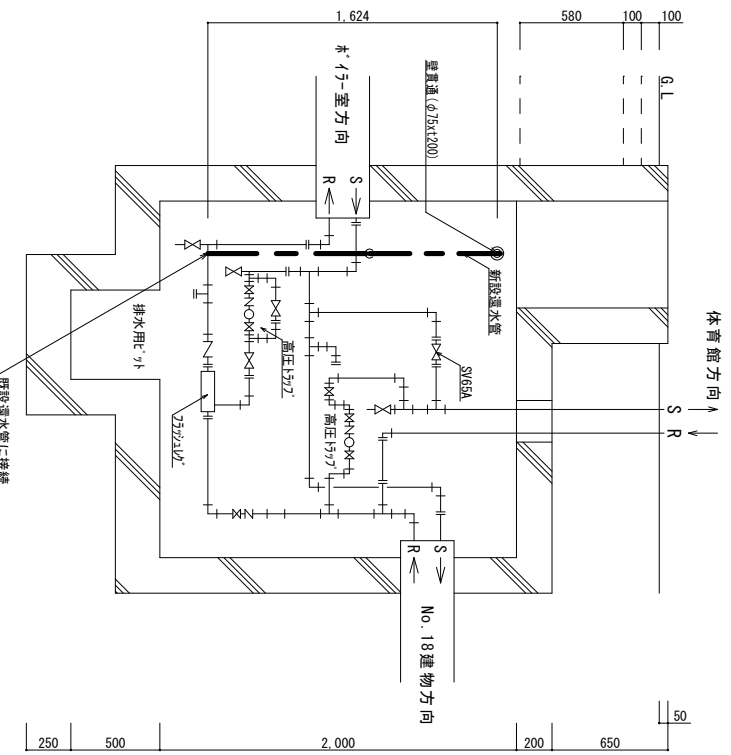 1,624
580
100
100
G.L
ﾎﾞｲﾗｰ室方向
壁貫通(φ75xt200)
体育館方向
S
R
R
S
新設還水管
SV65A
排水用ﾋﾟｯﾄ
高圧ﾄﾗｯﾌﾟ
高圧ﾄﾗｯﾌﾟ
ﾌﾗｯｼｭﾚｸﾞ
既設還水管に接続
S
R
No.18建物方向
50
250
500
2,000
200
650